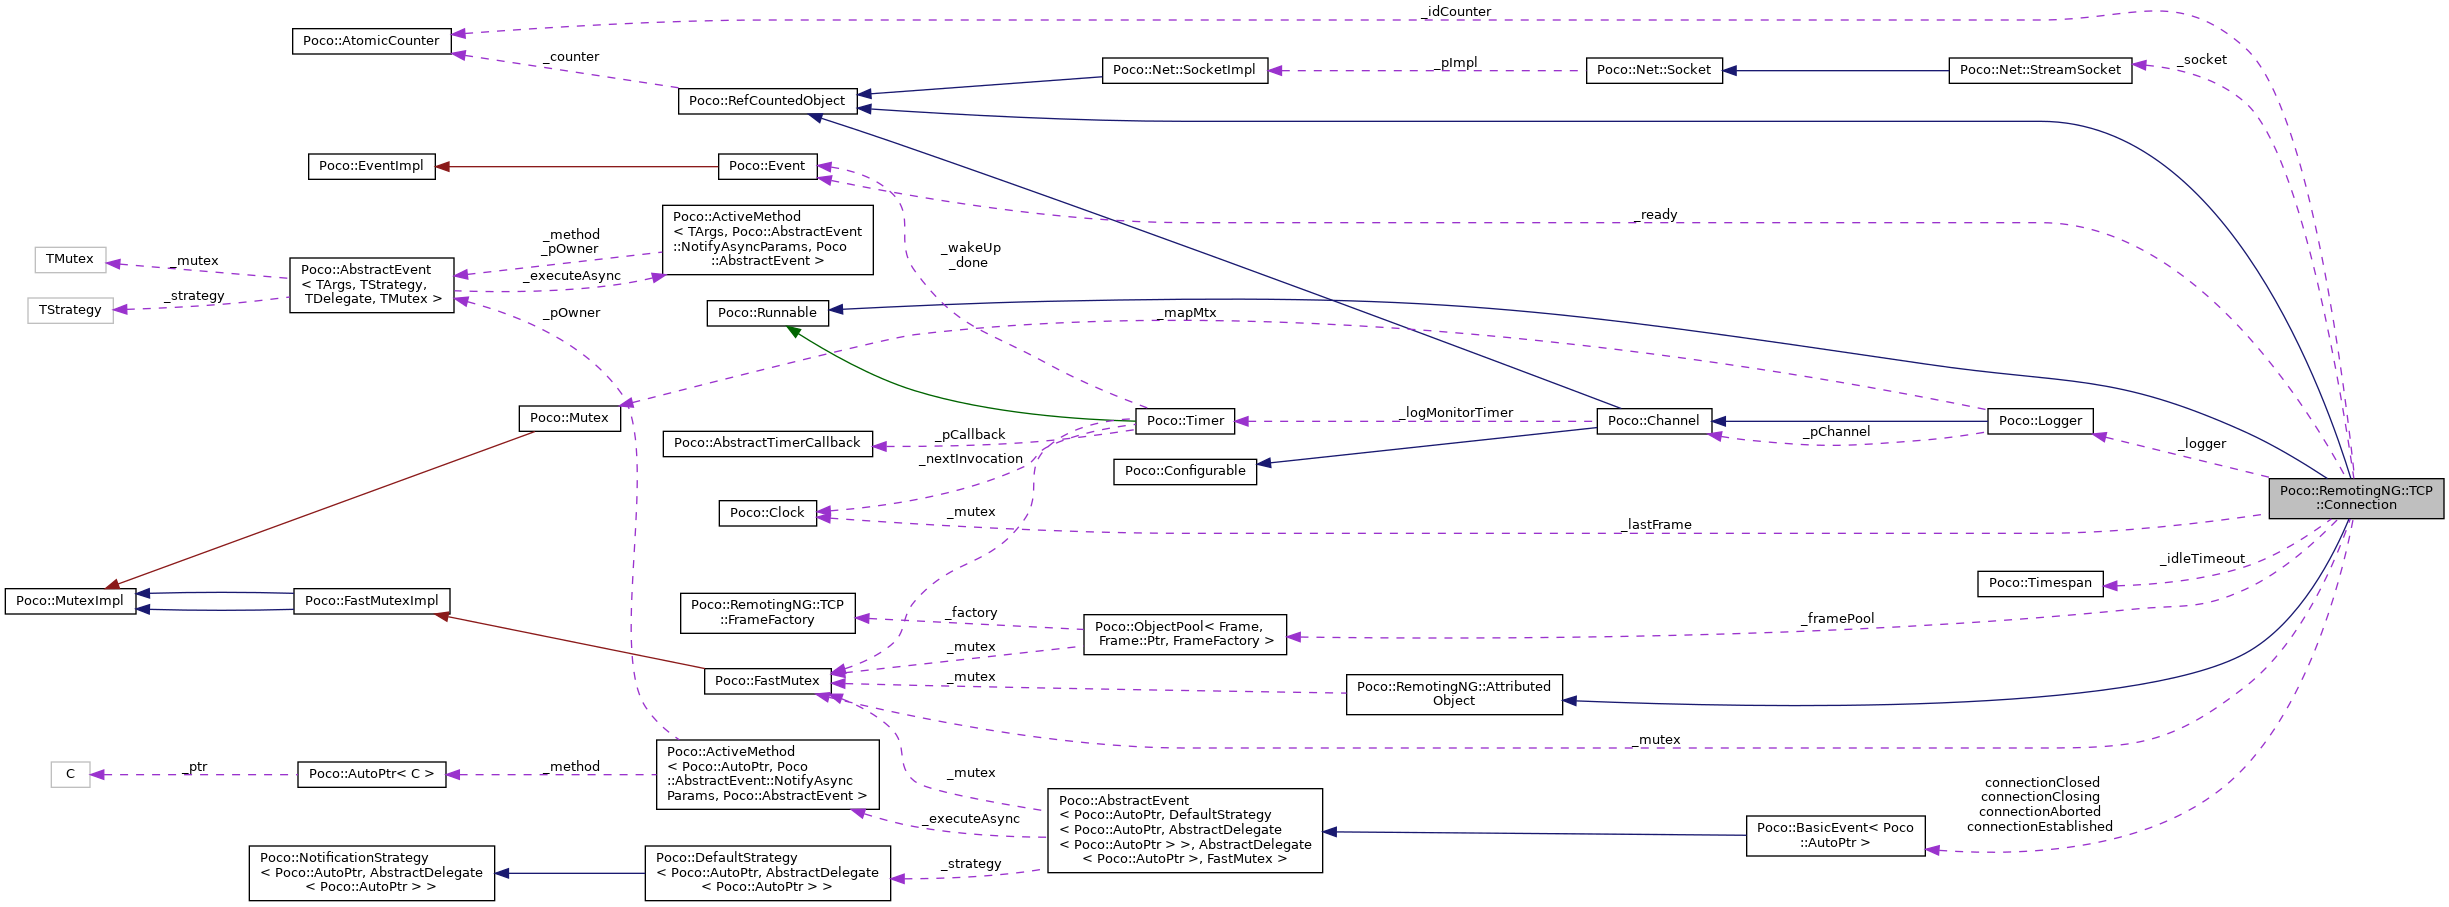 _idCounter
Poco::AtomicCounter
_counter
Poco::Net::SocketImpl
_pImpl
Poco::Net::Socket
Poco::Net::StreamSocket
_socket
Poco::RefCountedObject
Poco::EventImpl
Poco::Event
_ready
Poco::ActiveMethod
< TArgs, Poco::AbstractEvent
::NotifyAsyncParams, Poco
::AbstractEvent >
_method
_pOwner
_executeAsync
_wakeUp
_done
TMutex
_mutex
Poco::AbstractEvent
< TArgs, TStrategy,
TDelegate, TMutex >
TStrategy
_strategy
_pOwner
Poco::Runnable
_mapMtx
Poco::Mutex
Poco::Timer
_logMonitorTimer
Poco::Channel
_pChannel
Poco::Logger
_logger
Poco::AbstractTimerCallback
_pCallback
_nextInvocation
Poco::Configurable
Poco::RemotingNG::TCP
::Connection
Poco::Clock
_mutex
_lastFrame
_idleTimeout
Poco::Timespan
Poco::MutexImpl
Poco::FastMutexImpl
Poco::RemotingNG::TCP
::FrameFactory
_factory
Poco::ObjectPool< Frame,
Frame::Ptr, FrameFactory >
_framePool
_mutex
Poco::FastMutex
_mutex
Poco::RemotingNG::Attributed
Object
_mutex
Poco::ActiveMethod
< Poco::AutoPtr, Poco
::AbstractEvent::NotifyAsync
Params, Poco::AbstractEvent >
C
_ptr
Poco::AutoPtr< C >
_method
_mutex
_executeAsync
Poco::AbstractEvent
< Poco::AutoPtr, DefaultStrategy
< Poco::AutoPtr, AbstractDelegate
< Poco::AutoPtr > >, AbstractDelegate
< Poco::AutoPtr >, FastMutex >
connectionClosed
connectionClosing
connectionAborted
connectionEstablished
Poco::BasicEvent< Poco
::AutoPtr >
Poco::NotificationStrategy
< Poco::AutoPtr, AbstractDelegate
< Poco::AutoPtr > >
Poco::DefaultStrategy
< Poco::AutoPtr, AbstractDelegate
< Poco::AutoPtr > >
_strategy